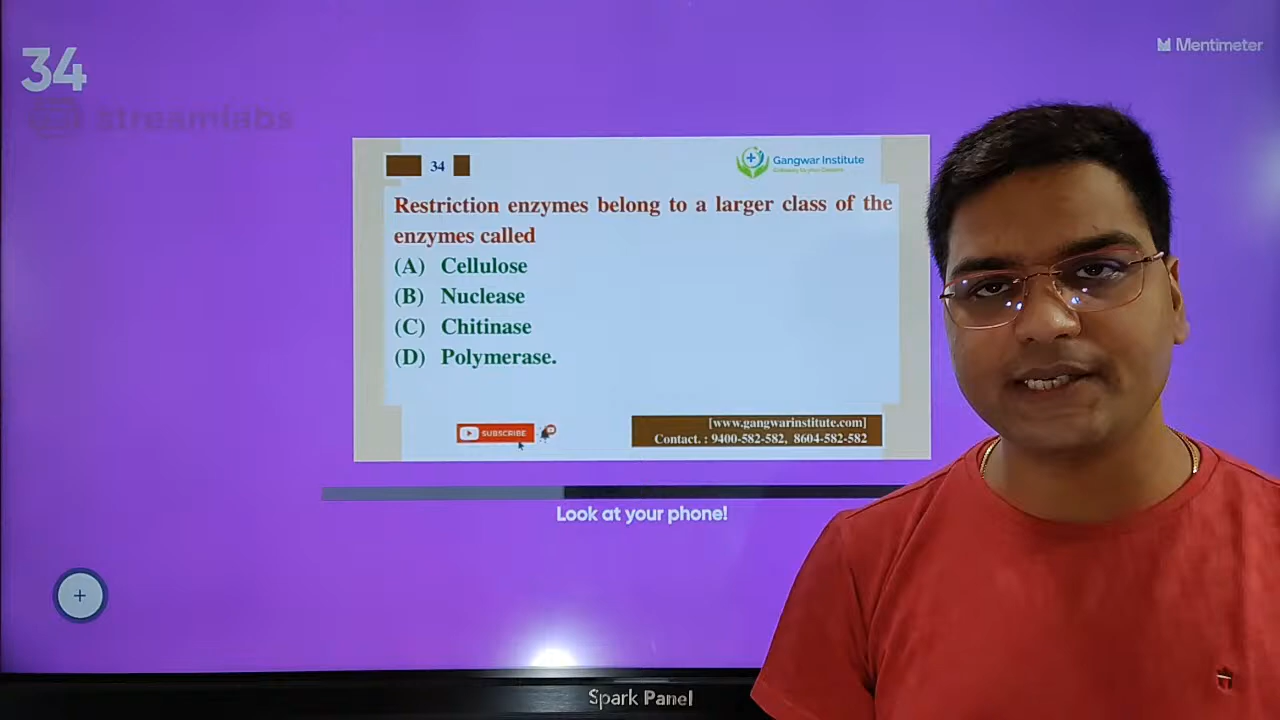 34
Mentimeter
streamlabs
34
Gangwar Institute
Restriction enzymes belong to a larger class of the
enzymes called
(A) Cellulose
(B) Nuclease
(C) Chitinase
(D) Polymerase.
SUBSCRIBE
[www.gangwarinstitute.com]
Contact. : 9400-582-582, 8604-582-582
Look at your phone!
+
Spark Panel